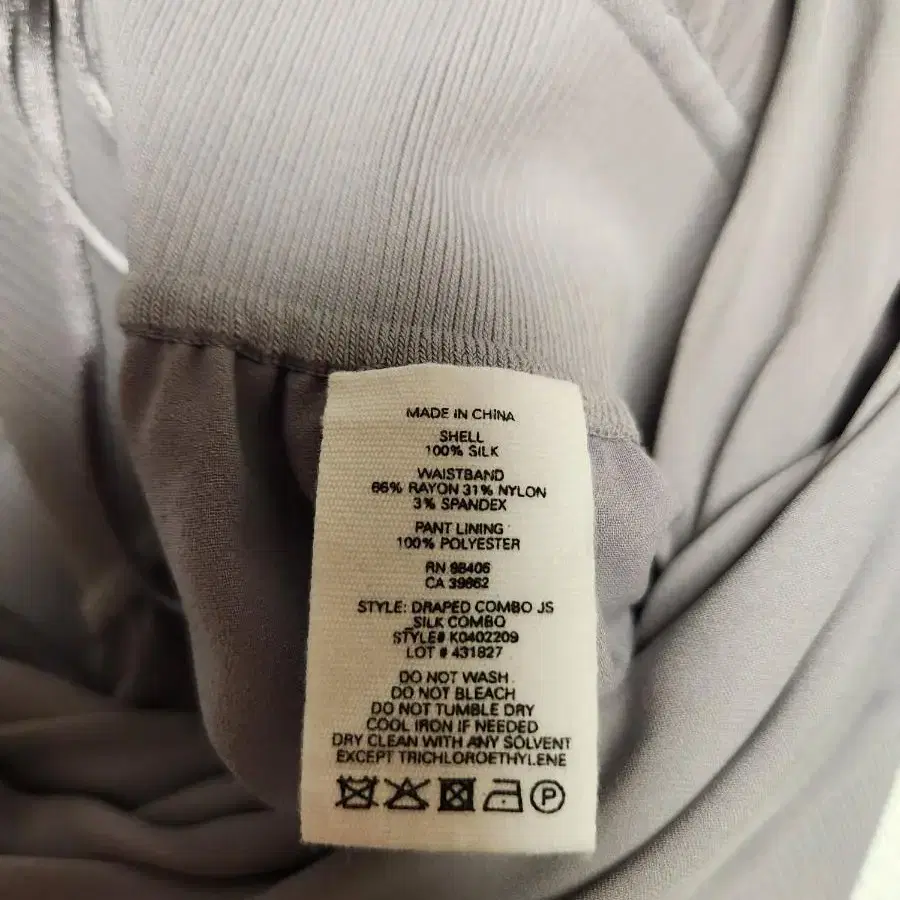 MADE IN CHINA
SHELL
100% SILK
WAISTBAND
66% RAYON 31% NYLON
3% SPANDEX
PANT LINING
100% POLYESTER
RN 98406
CA 39862
STYLE: DRAPED COMBO JS
SILK COMBO
STYLE# K0402209
LOT # 431827
DO NOT WASH
DO NOT BLEACH
DO NOT TUMBLE DRY
COOL IRON IF NEEDED
DRY CLEAN WITH ANY SOLVENT
EXCEPT TRICHLOROETHYLENE
P